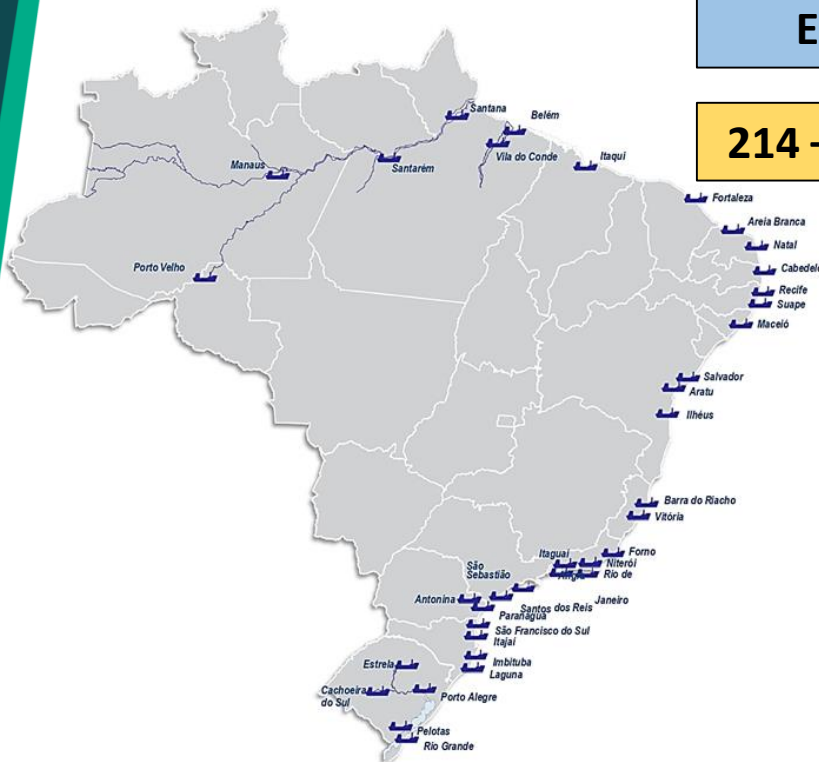 E
214 -
Santana
Belém
Vila do Conde
Itaqui
Manaus
Santarém
Fortaleza
Areia Branca
Natal
Porto Velho
Cabedelo
Recife
Suape
Maceió
Salvador
Aratu
Ilhéus
Barra do Riacho
Vitória
Itaguaí
Forno
Niterói
São
Sebastião
Angra
Rio de
Janeiro
Antonina
Santos
dos Reis
Paranaguá
São Francisco do Sul
Itajaí
Estrela
Imbituba
Laguna
Cachoeira
do Sul
Porto Alegre
Pelotas
Rio Grande